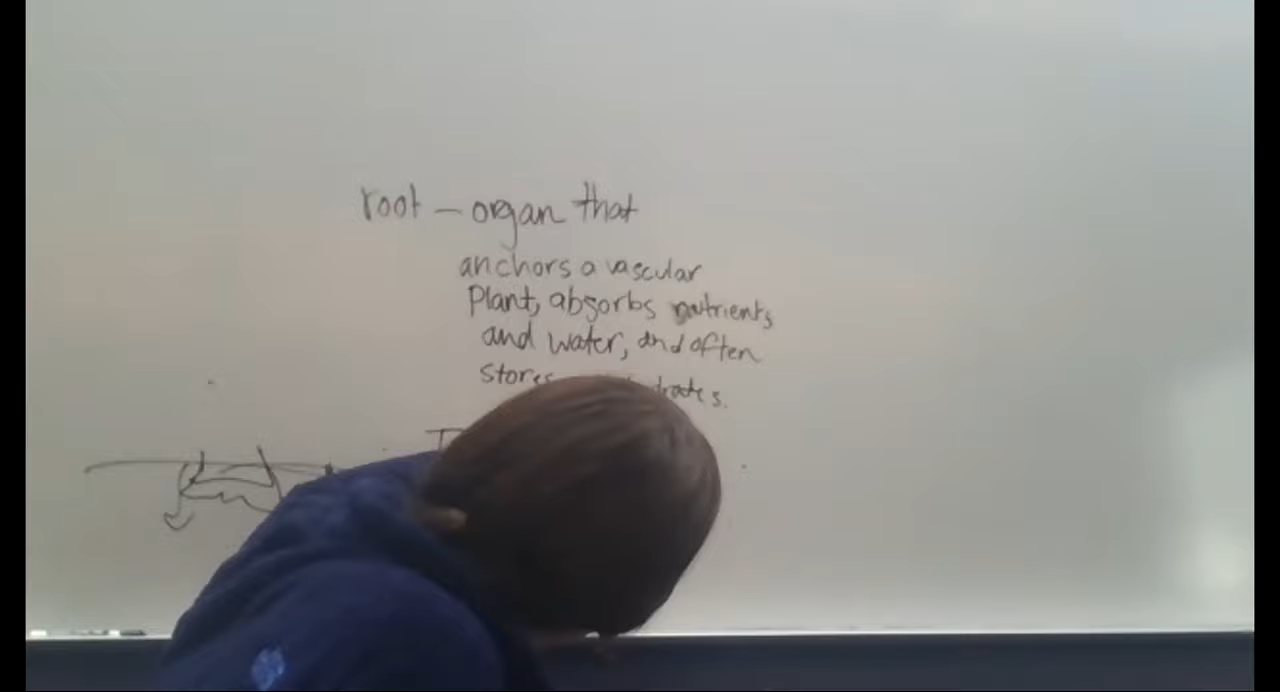 root – organ that
anchors a vascular
Plant, absorbs nutrients
and water, and often
stores